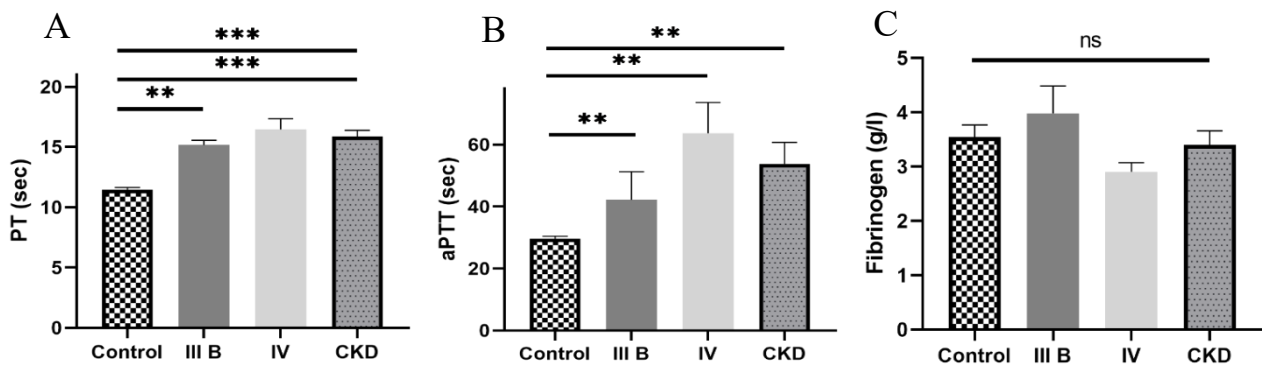 A
PT (sec)
20
15
10
5
0
***
***
**
Control
III B
IV
CKD
B
aPTT (sec)
60
40
20
0
**
**
**
Control
III B
IV
CKD
C
Fibrinogen (g/l)
5
4
3
2
1
0
ns
Control
III B
IV
CKD